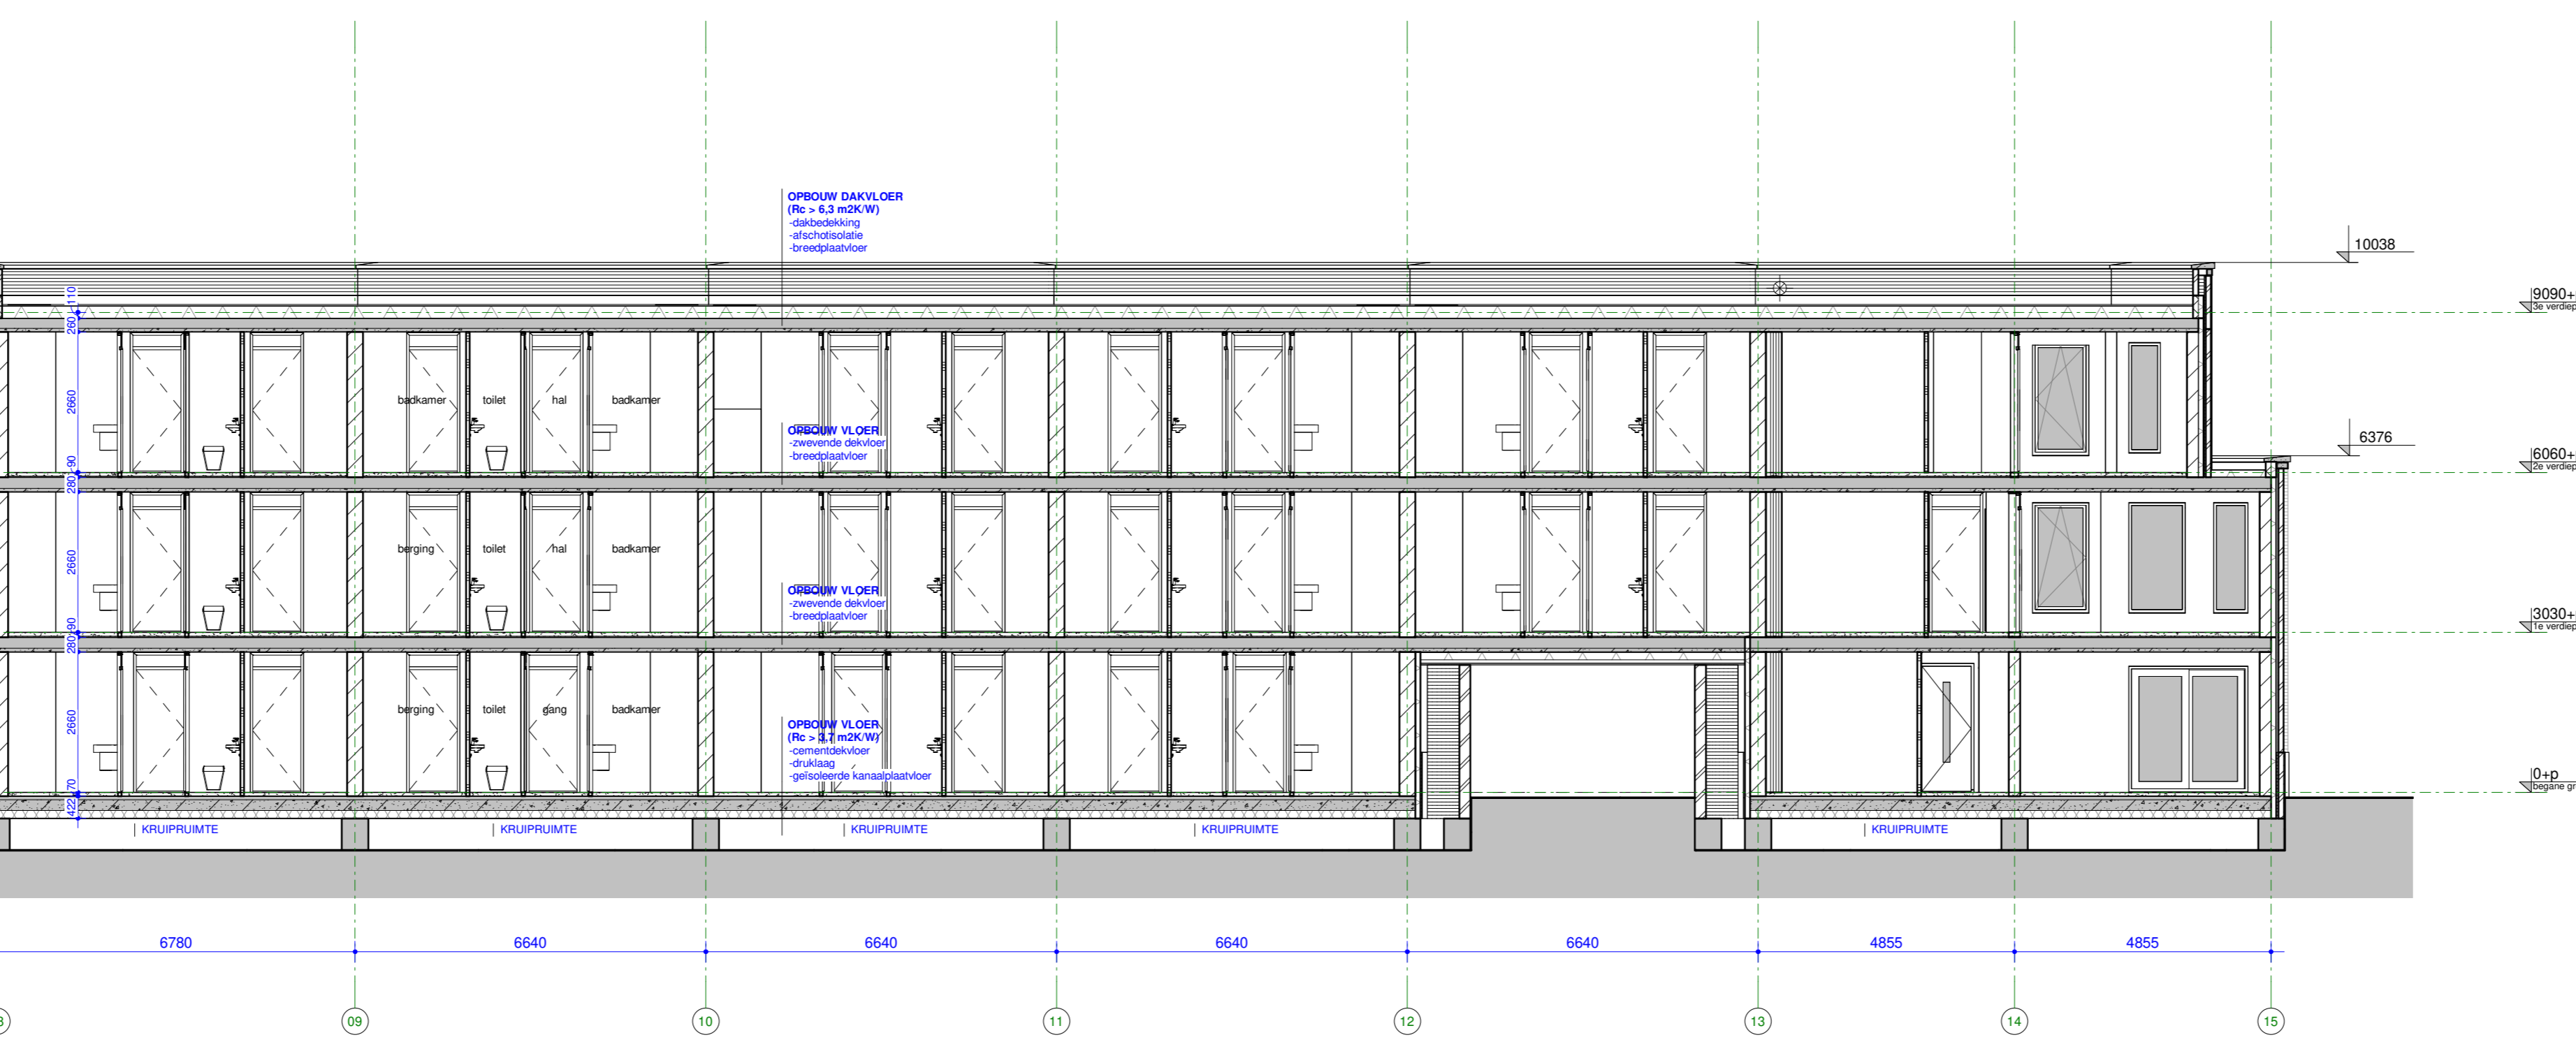 OPBOUW DAKVLOER
(Rc > 6,3 m2K/W)
-dakbedekking
-afschotisolatie
-breedplaatvloer
10038
9090+
3e verdiep
110
260
2660
badkamer
toilet
hal
badkamer
OPBOUW VLOER
-zwevende dekvloer
-breedplaatvloer
6376
6060+
2e verdiep
90
280
2660
berging
toilet
hal
badkamer
OPBOUW VLOER
-zwevende dekvloer
-breedplaatvloer
3030+
1e verdiep
90
280
2660
berging
toilet
gang
badkamer
OPBOUW VLOER
(Rc > 3,7 m2K/W)
-cementdekvloer
-druklaag
-geïsoleerde kanaalplaatvloer
0+p
begane gr
70
422
KRUIPRUIMTE
KRUIPRUIMTE
KRUIPRUIMTE
KRUIPRUIMTE
KRUIPRUIMTE
6780
6640
6640
6640
6640
4855
4855
09
10
11
12
13
14
15